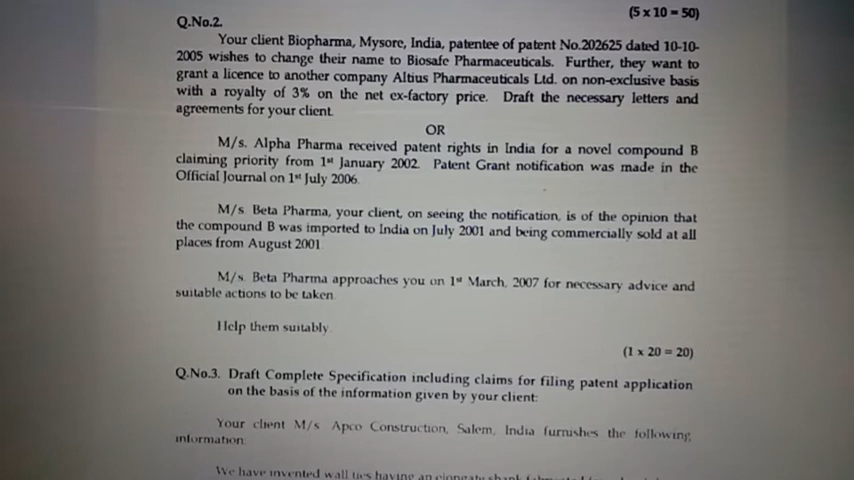 (5 x 10 = 50)
Q.No.2.
Your client Biopharma, Mysore, India, patentee of patent No.202625 dated 10-10-
2005 wishes to change their name to Biosafe Pharmaceuticals. Further, they want to
grant a licence to another company Altius Pharmaceuticals Ltd. on non-exclusive basis
with a royalty of 3% on the net ex-factory price. Draft the necessary letters and
agreements for your client.
OR
M/s. Alpha Pharma received patent rights in India for a novel compound B
claiming priority from 1st January 2002. Patent Grant notification was made in the
Official Journal on 1st July 2006.
M/s. Beta Pharma, your client, on seeing the notification, is of the opinion that
the compound B was imported to India on July 2001 and being commercially sold at all
places from August 2001.
M/s. Beta Pharma approaches you on 1st March, 2007 for necessary advice and
suitable actions to be taken.
Help them suitably.
(1 x 20 = 20)
Q.No.3. Draft Complete Specification including claims for filing patent application
on the basis of the information given by your client:
Your client M/s Apco Construction, Salem, India furnishes the following
information.
We have invented wall ties having an elongate shank